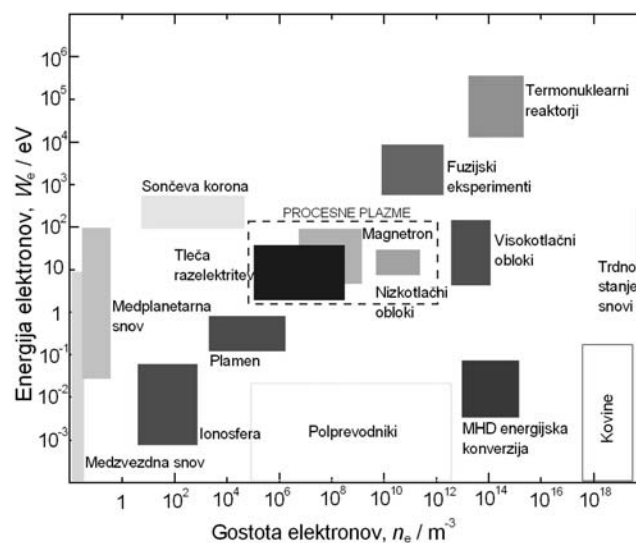 10⁶
10⁵
10⁴
10³
10²
10
1
10⁻¹
10⁻²
10⁻³
Energija elektronov, Wₑ / eV
Termonuklearni
reaktorji
Fuzijski
eksperimenti
Sončeva korona
PROCESNE PLAZME
Magnetron
Tleča
razelektritev
Visokotlačni
obloki
Nizkotlačni
obloki
Trdno
stanje
snovi
Medplanetarna
snov
Plamen
Ionosfera
Polprevodniki
MHD energijska
konverzija
Kovine
Medzvezdna snov
1 10² 10⁴ 10⁶ 10⁸ 10¹⁰ 10¹² 10¹⁴ 10¹⁶ 10¹⁸
Gostota elektronov, nₑ / m⁻³